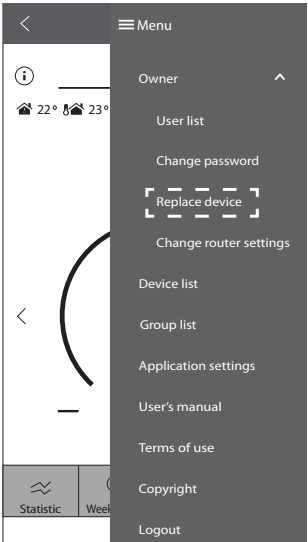 Menu
Owner
User list
Change password
Replace device
Change router settings
Device list
Group list
Application settings
User's manual
Terms of use
Copyright
Logout
i
22° 23°
Statistic Week